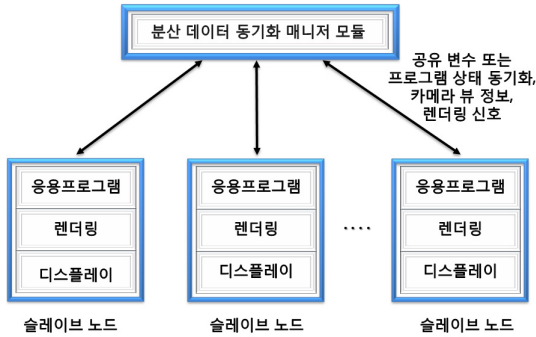 분산 데이터 동기화 매니저 모듈
공유 변수 또는
프로그램 상태 동기화,
카메라 뷰 정보,
렌더링 신호
응용프로그램
렌더링
디스플레이
슬레이브 노드
응용프로그램
렌더링
디스플레이
슬레이브 노드
....
응용프로그램
렌더링
디스플레이
슬레이브 노드